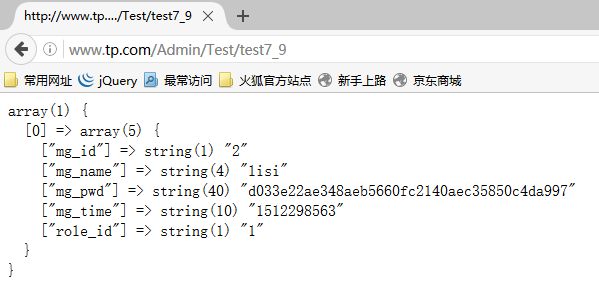 http://www.tp..../Test/test7_9
www.tp.com/Admin/Test/test7_9
常用网址 jQuery 最常访问 火狐官方站点 新手上路 京东商城
array(1) {
  [0] => array(5) {
    ["mg_id"] => string(1) "2"
    ["mg_name"] => string(4) "lisi"
    ["mg_pwd"] => string(40) "d033e22ae348aeb5660fc2140aec35850c4da997"
    ["mg_time"] => string(10) "1512298563"
    ["role_id"] => string(1) "1"
  }
}